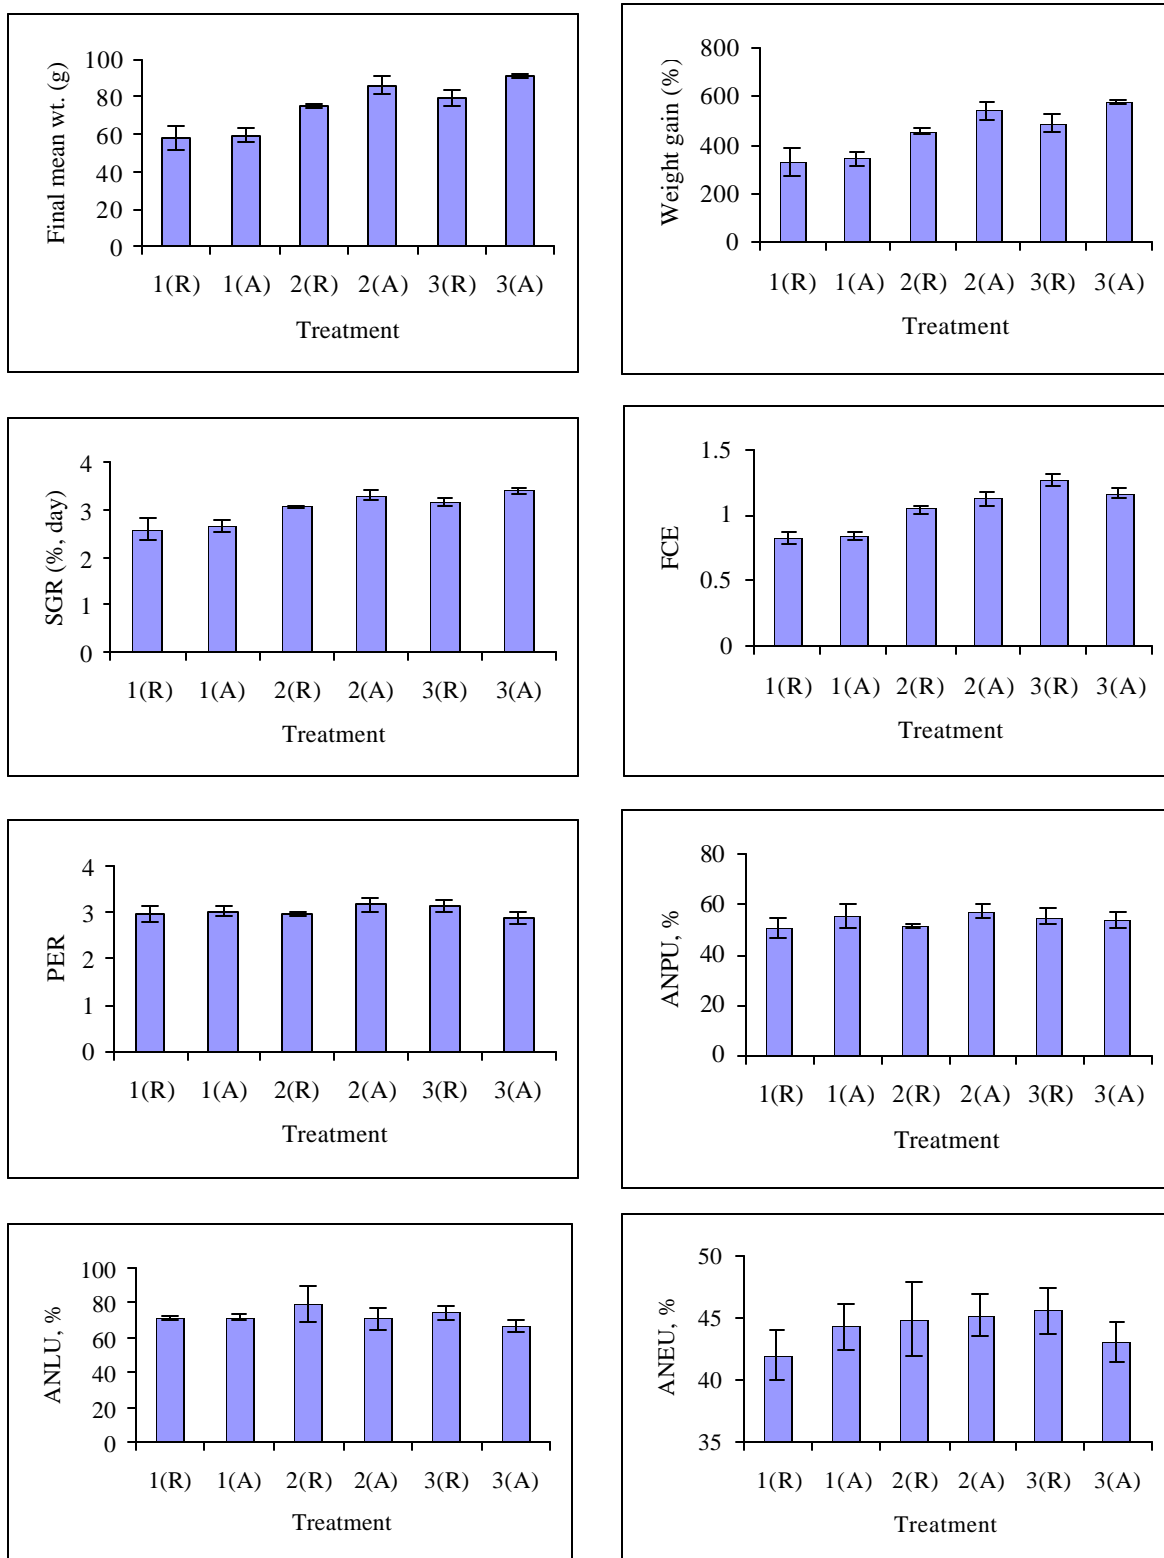 Final mean wt. (g)
100
80
60
40
20
0
1(R) 1(A) 2(R) 2(A) 3(R) 3(A)
Treatment
Weight gain (%)
800
600
400
200
0
1(R) 1(A) 2(R) 2(A) 3(R) 3(A)
Treatment
SGR (%, day)
4
3
2
1
0
1(R) 1(A) 2(R) 2(A) 3(R) 3(A)
Treatment
FCE
1.5
1
0.5
0
1(R) 1(A) 2(R) 2(A) 3(R) 3(A)
Treatment
PER
4
3
2
1
0
1(R) 1(A) 2(R) 2(A) 3(R) 3(A)
Treatment
ANPU, %
80
60
40
20
0
1(R) 1(A) 2(R) 2(A) 3(R) 3(A)
Treatment
ANLU, %
100
80
60
40
20
0
1(R) 1(A) 2(R) 2(A) 3(R) 3(A)
Treatment
ANEU, %
50
45
40
35
1(R) 1(A) 2(R) 2(A) 3(R) 3(A)
Treatment